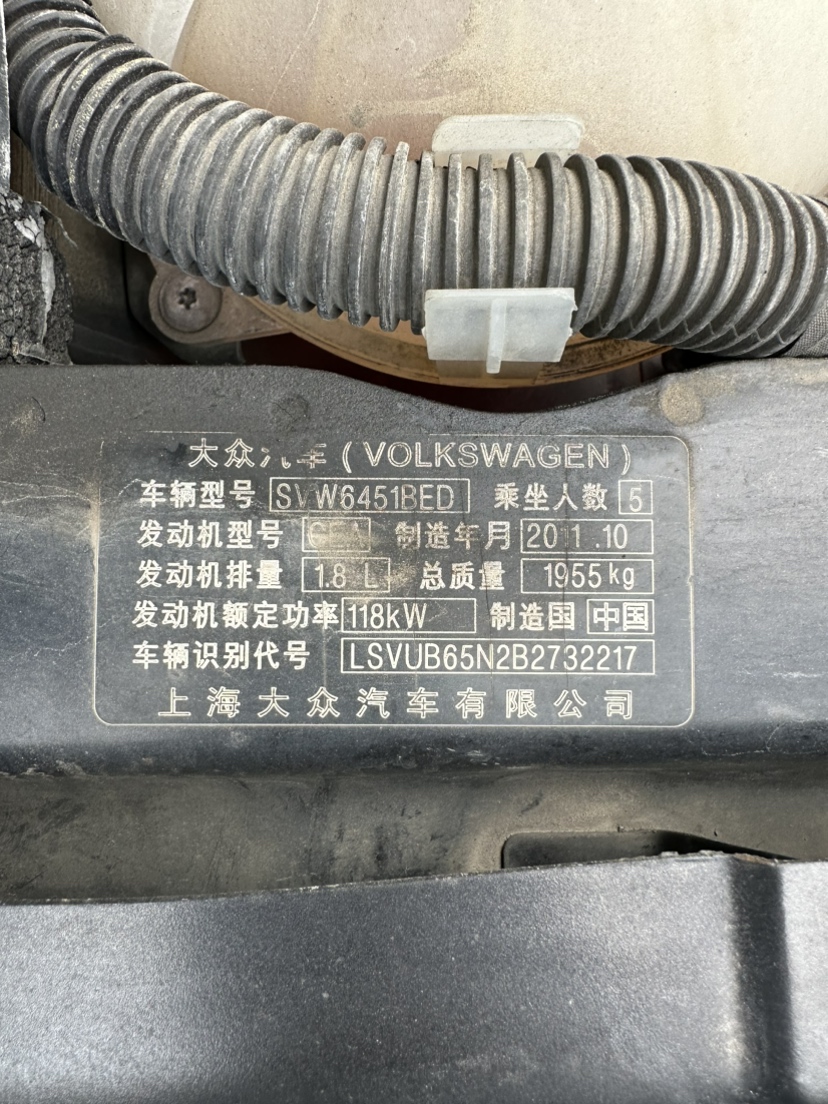 大众汽车(VOLKSWAGEN)
车辆型号 SVW6451BED 乘坐人数 5
发动机型号 制造年月 2011.10
发动机排量 1.8 L 总质量 1955kg
发动机额定功率 118kW 制造国 中国
车辆识别代号 LSVUB65N2B2732217
上海大众汽车有限公司